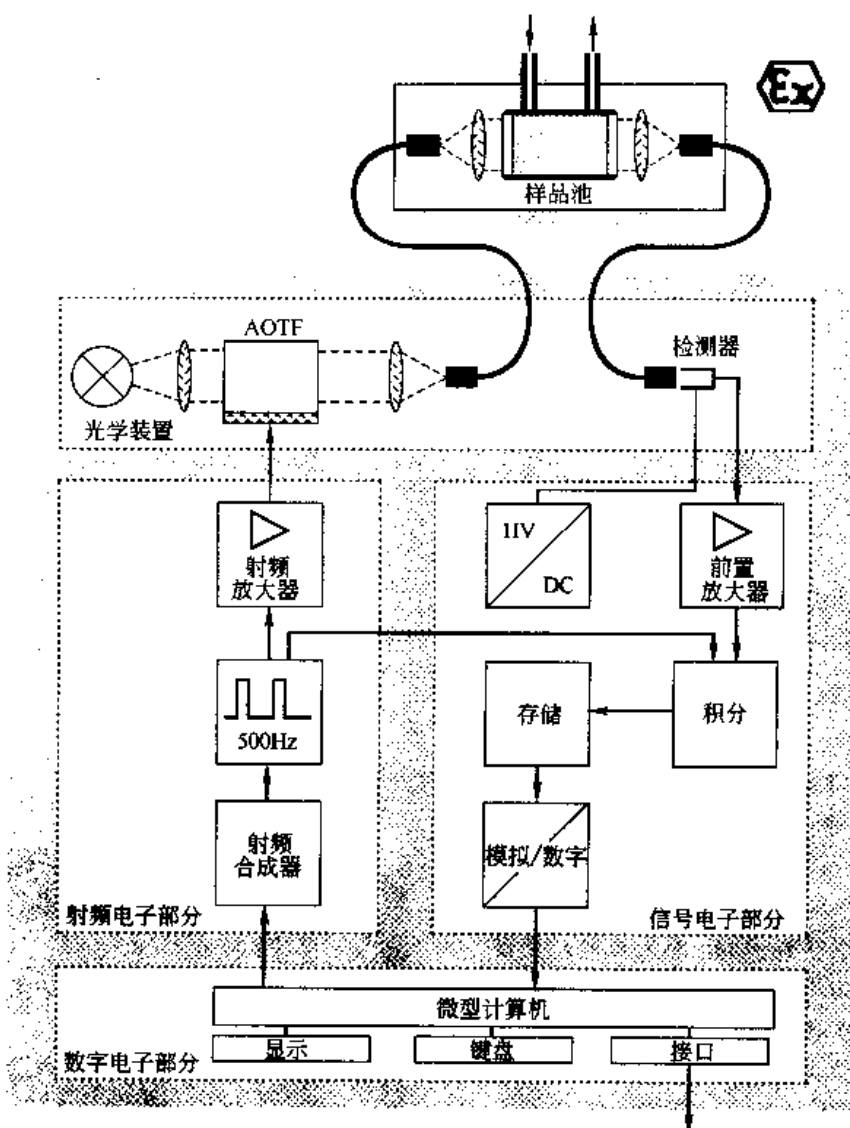 Ex
样品池
AOTF
检测器
光学装置
射频
放大器
HV
DC
前置
放大器
500Hz
存储
积分
射频
合成器
模拟/数字
射频电子部分
信号电子部分
微型计算机
显示
键盘
接口
数字电子部分